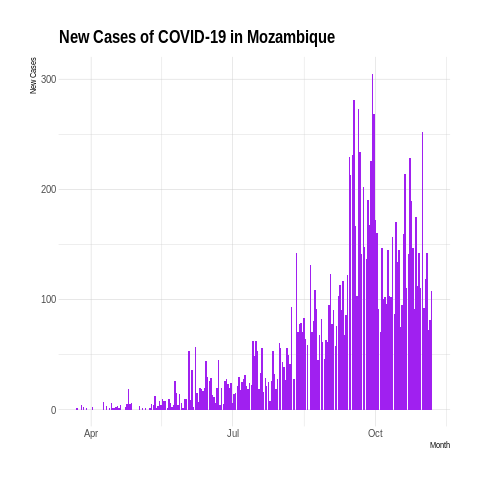 New Cases of COVID-19 in Mozambique
New Cases
300
200
100
0
Apr
Jul
Oct
Month